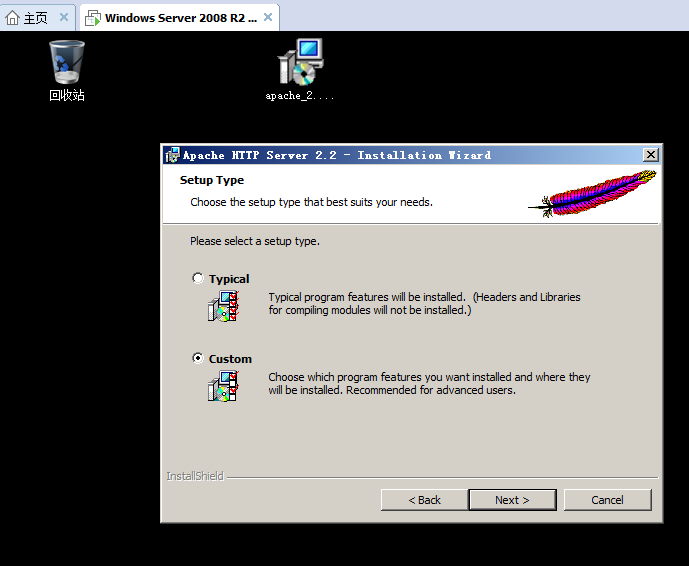 主页
Windows Server 2008 R2 ...
回收站
apache_2....
Apache HTTP Server 2.2 - Installation Wizard
Setup Type
Choose the setup type that best suits your needs.
Please select a setup type.
Typical
Typical program features will be installed. (Headers and Libraries
for compiling modules will not be installed.)
Custom
Choose which program features you want installed and where they
will be installed. Recommended for advanced users.
InstallShield
< Back
Next >
Cancel